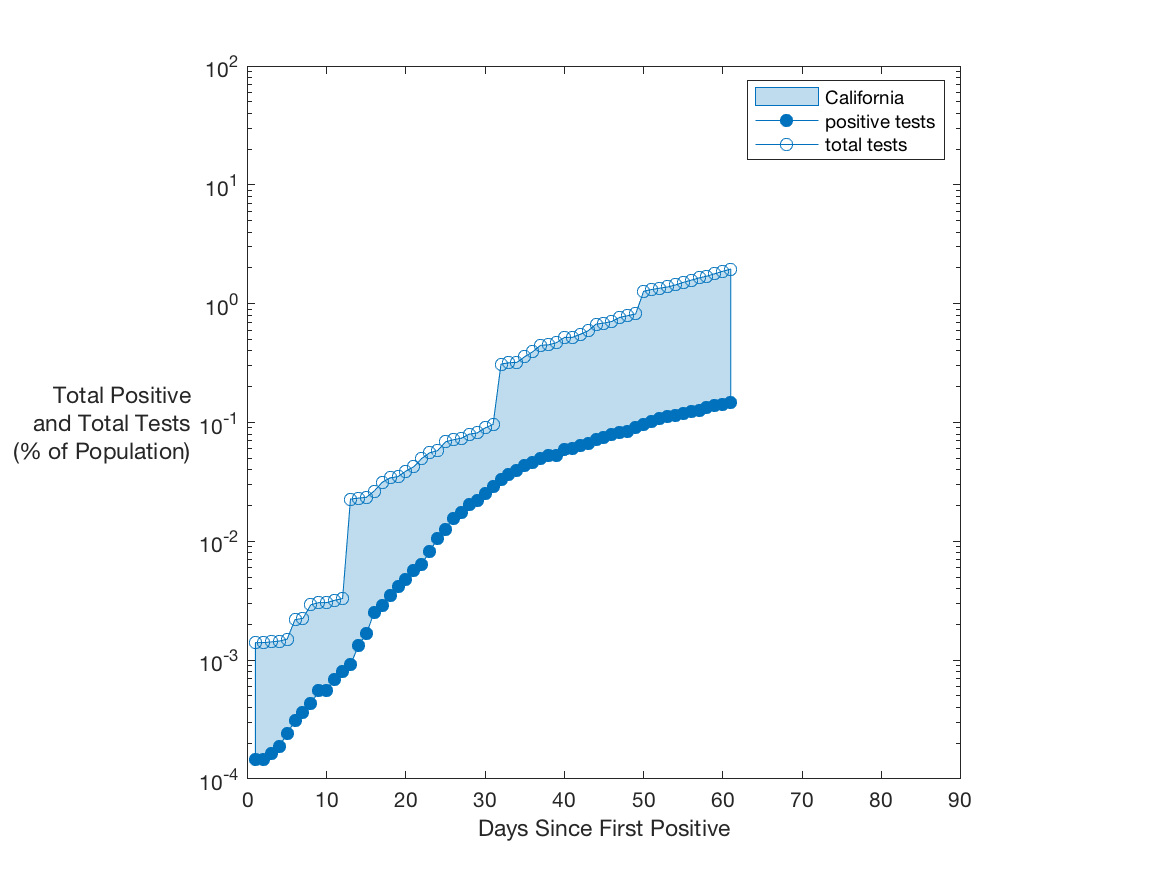 10^2
10^1
10^0
10^-1
10^-2
10^-3
10^-4
Total Positive
and Total Tests
(% of Population)
California
positive tests
total tests
0 10 20 30 40 50 60 70 80 90
Days Since First Positive